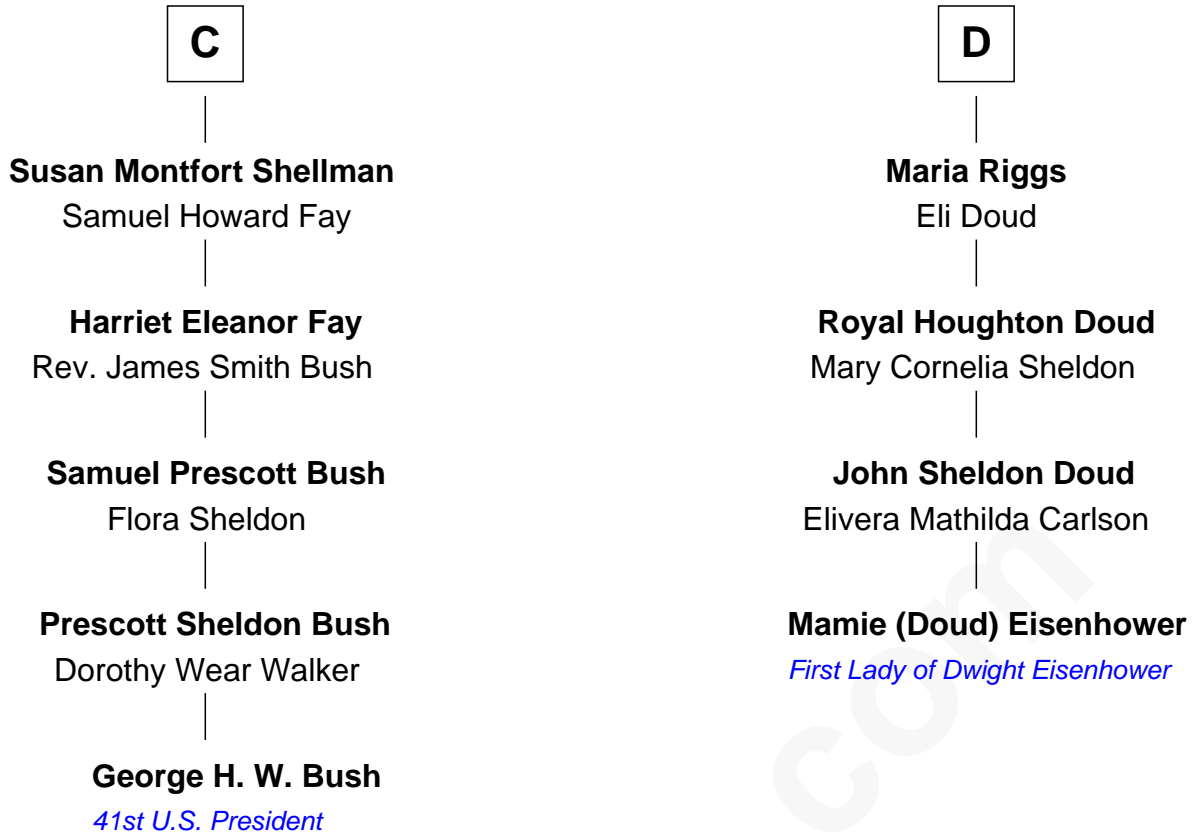 C
Susan Montfort Shellman
Samuel Howard Fay
Harriet Eleanor Fay
Rev. James Smith Bush
Samuel Prescott Bush
Flora Sheldon
Prescott Sheldon Bush
Dorothy Wear Walker
George H. W. Bush
41st U.S. President
D
Maria Riggs
Eli Doud
Royal Houghton Doud
Mary Cornelia Sheldon
John Sheldon Doud
Elivera Mathilda Carlson
Mamie (Doud) Eisenhower
First Lady of Dwight Eisenhower
com